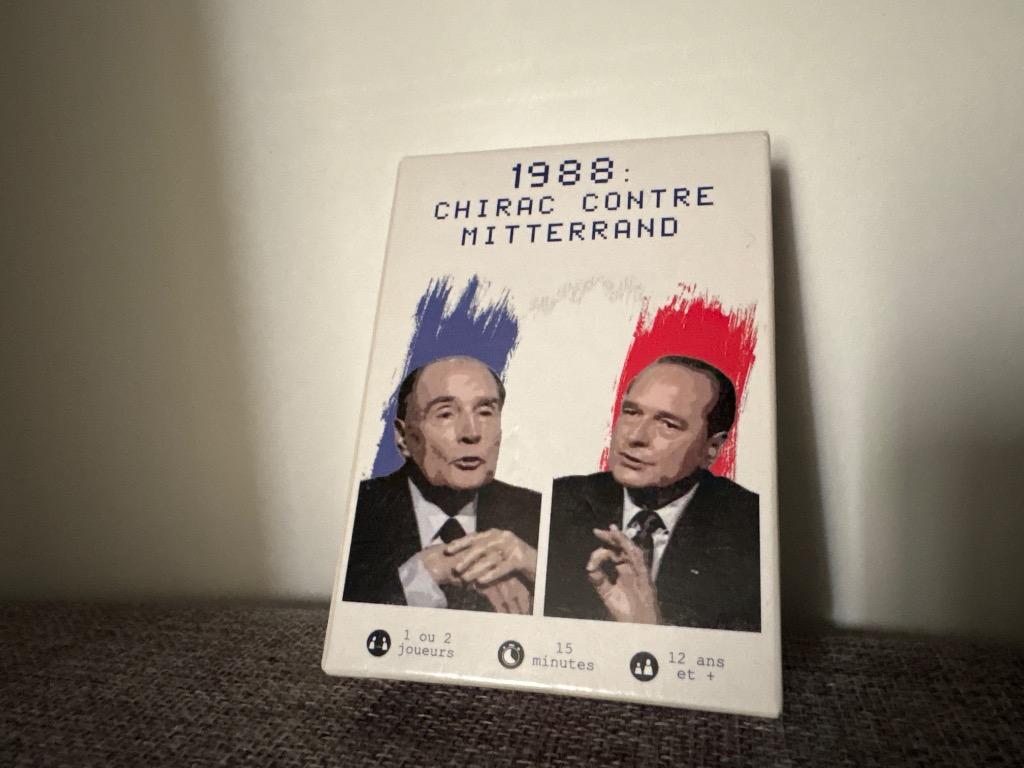 1988:
CHIRAC CONTRE
MITTERRAND
1 ou 2
joueurs
15
minutes
12 ans
et +